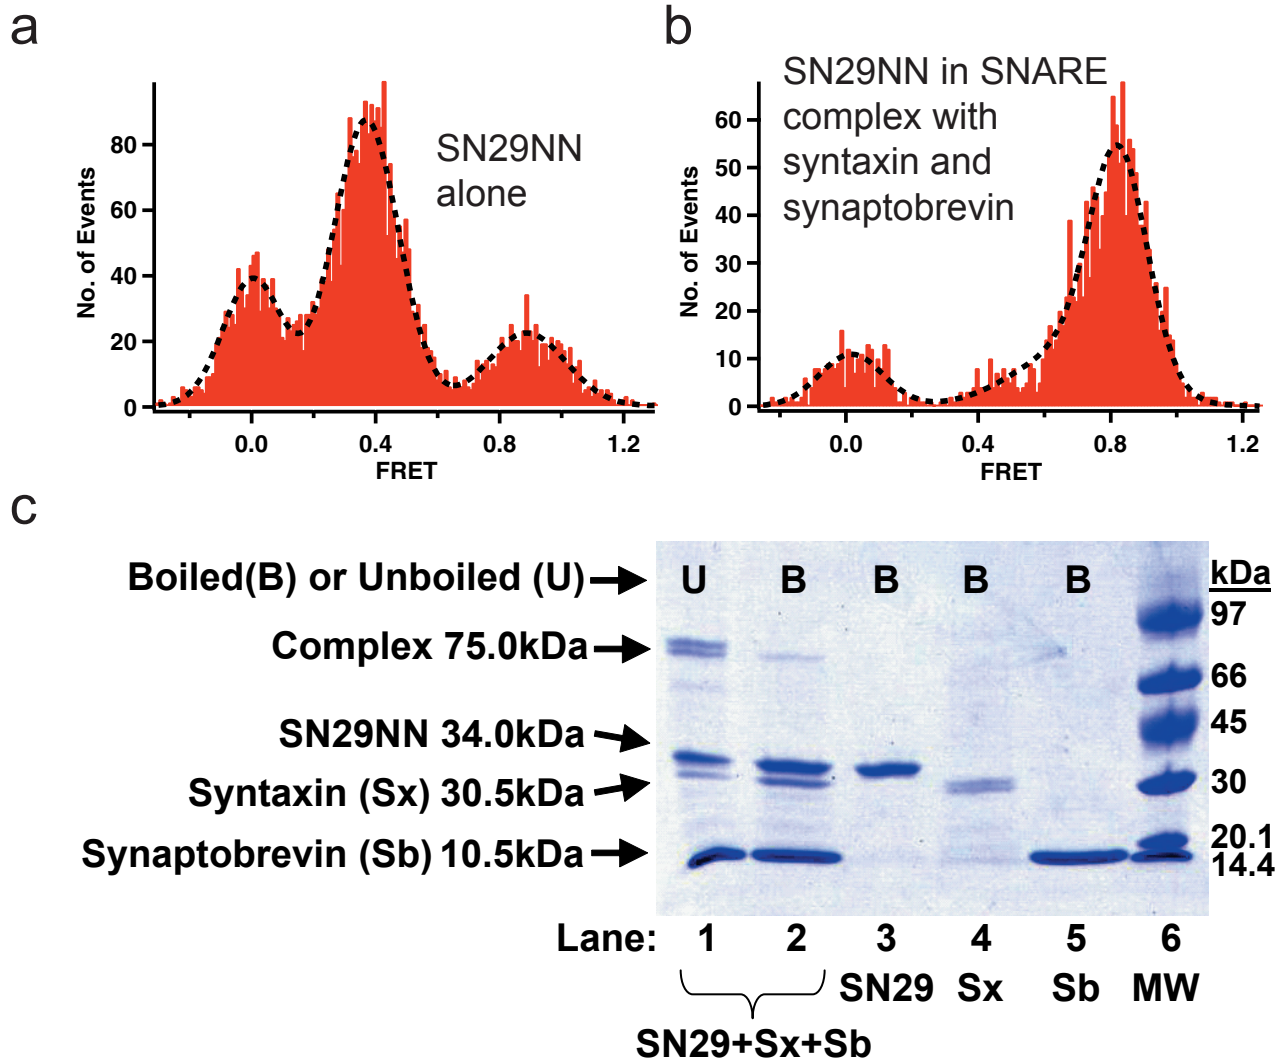 a
b
SN29NN
alone
No. of Events
80
60
40
20
0
0.0 0.4 0.8 1.2
FRET
SN29NN in SNARE
complex with
syntaxin and
synaptobrevin
No. of Events
60
50
40
30
20
10
0
0.0 0.4 0.8 1.2
FRET
c
Boiled(B) or Unboiled (U)
U B B B B
kDa
Complex 75.0kDa
SN29NN 34.0kDa
Syntaxin (Sx) 30.5kDa
Synaptobrevin (Sb) 10.5kDa
97
66
45
30
20.1
14.4
Lane: 1 2 3 4 5 6
SN29 Sx Sb MW
SN29+Sx+Sb